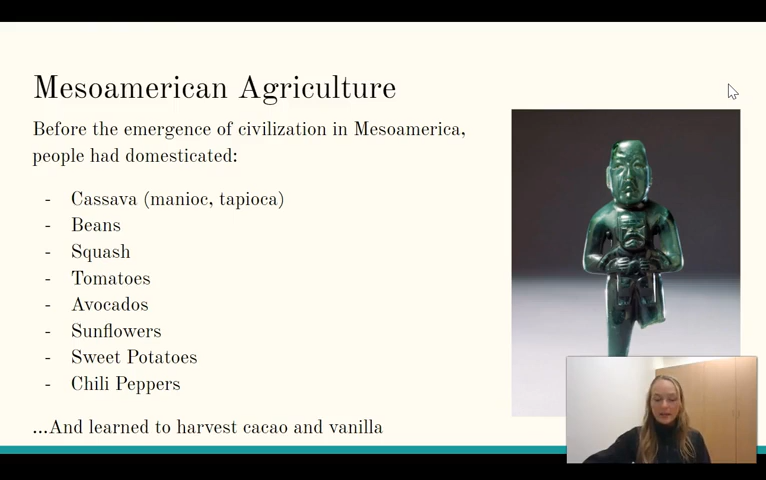 Mesoamerican Agriculture
Before the emergence of civilization in Mesoamerica,
people had domesticated:
- Cassava (manioc, tapioca)
- Beans
- Squash
- Tomatoes
- Avocados
- Sunflowers
- Sweet Potatoes
- Chili Peppers
...And learned to harvest cacao and vanilla